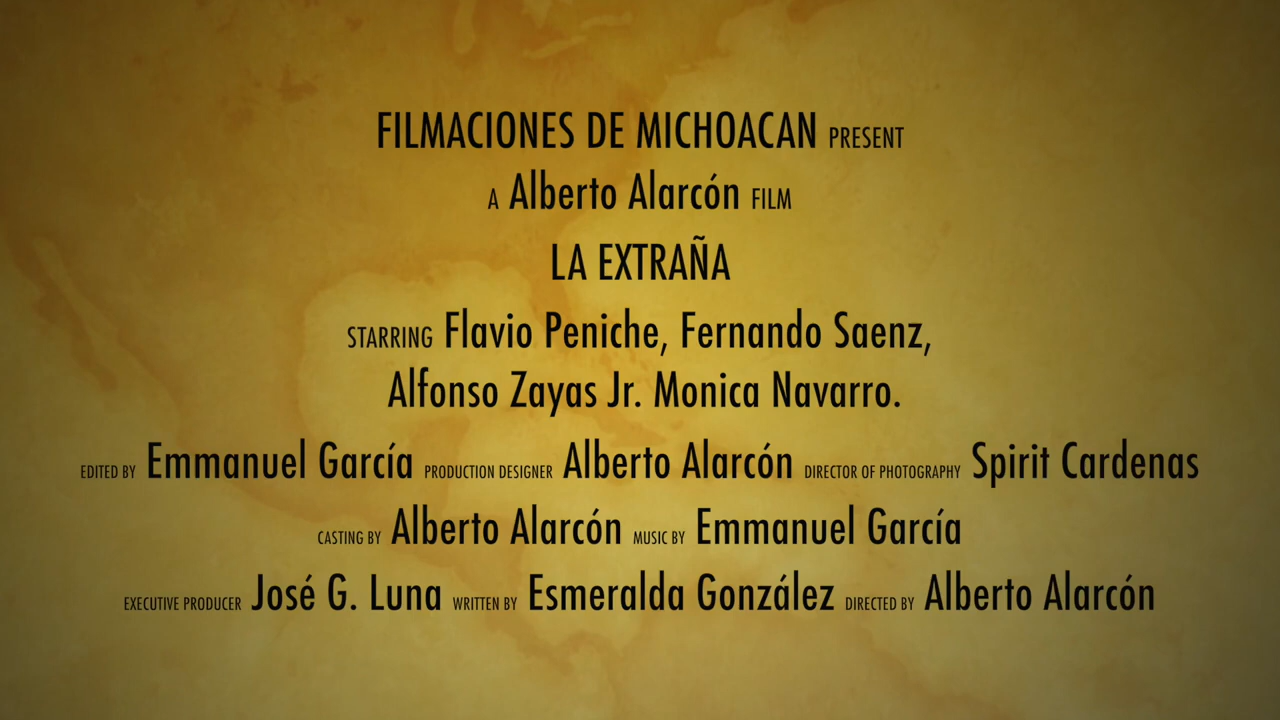 FILMACIONES DE MICHOACAN PRESENT
A Alberto Alarcón FILM
LA EXTRAÑA
STARRING Flavio Peniche, Fernando Saenz,
Alfonso Zayas Jr. Monica Navarro.
EDITED BY Emmanuel García PRODUCTION DESIGNER Alberto Alarcón DIRECTOR OF PHOTOGRAPHY Spirit Cardenas
CASTING BY Alberto Alarcón MUSIC BY Emmanuel García
EXECUTIVE PRODUCER José G. Luna WRITTEN BY Esmeralda González DIRECTED BY Alberto Alarcón